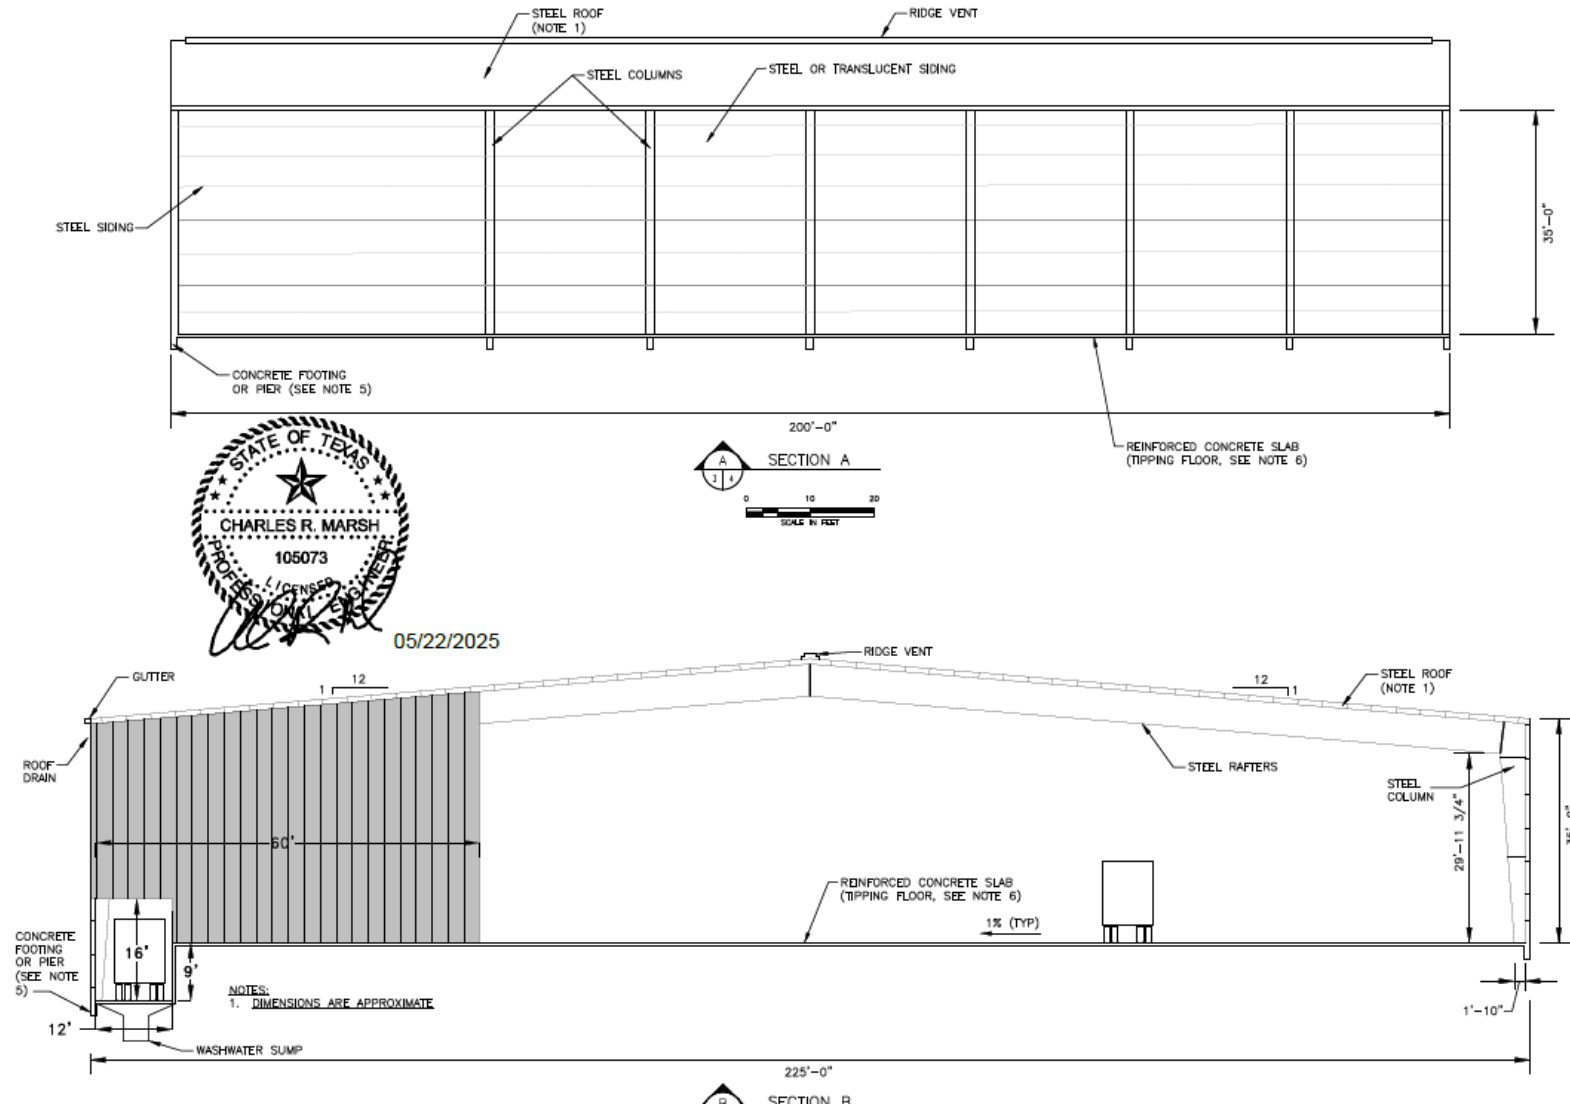 STEEL ROOF
(NOTE 1)
RIDGE VENT
STEEL COLUMNS
STEEL OR TRANSLUCENT SIDING
STEEL SIDING
35'-0"
CONCRETE FOOTING
OR PIER (SEE NOTE 5)
200'-0"
REINFORCED CONCRETE SLAB
(TIPPING FLOOR, SEE NOTE 6)
A
3 4
SECTION A
0 10 20
SCALE IN FEET
STATE OF TEXAS
CHARLES R. MARSH
105073
LICENSED
PROFESSIONAL ENGINEER
05/22/2025
RIDGE VENT
GUTTER
12
1
12
1
STEEL ROOF
(NOTE 1)
ROOF
DRAIN
STEEL RAFTERS
STEEL
COLUMN
29'-11 3/4"
35'-0"
60'
REINFORCED CONCRETE SLAB
(TIPPING FLOOR, SEE NOTE 6)
1% (TYP)
CONCRETE
FOOTING
OR PIER
(SEE NOTE
5)
16'
9'
NOTES:
1. DIMENSIONS ARE APPROXIMATE
12"
1'-10"
WASHWATER SUMP
225'-0"
B
SECTION B